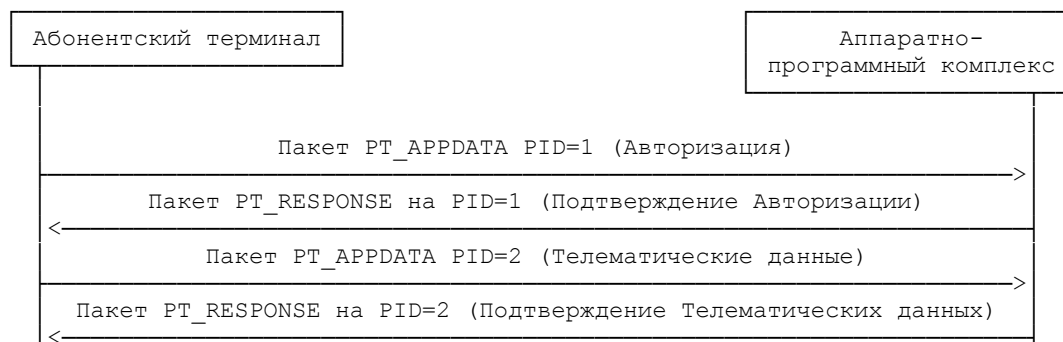 Абонентский терминал
Аппаратно-
программный комплекс
Пакет PT_APPDATA PID=1 (Авторизация)
Пакет PT_RESPONSE на PID=1 (Подтверждение Авторизации)
Пакет PT_APPDATA PID=2 (Телематические данные)
Пакет PT_RESPONSE на PID=2 (Подтверждение Телематических данных)